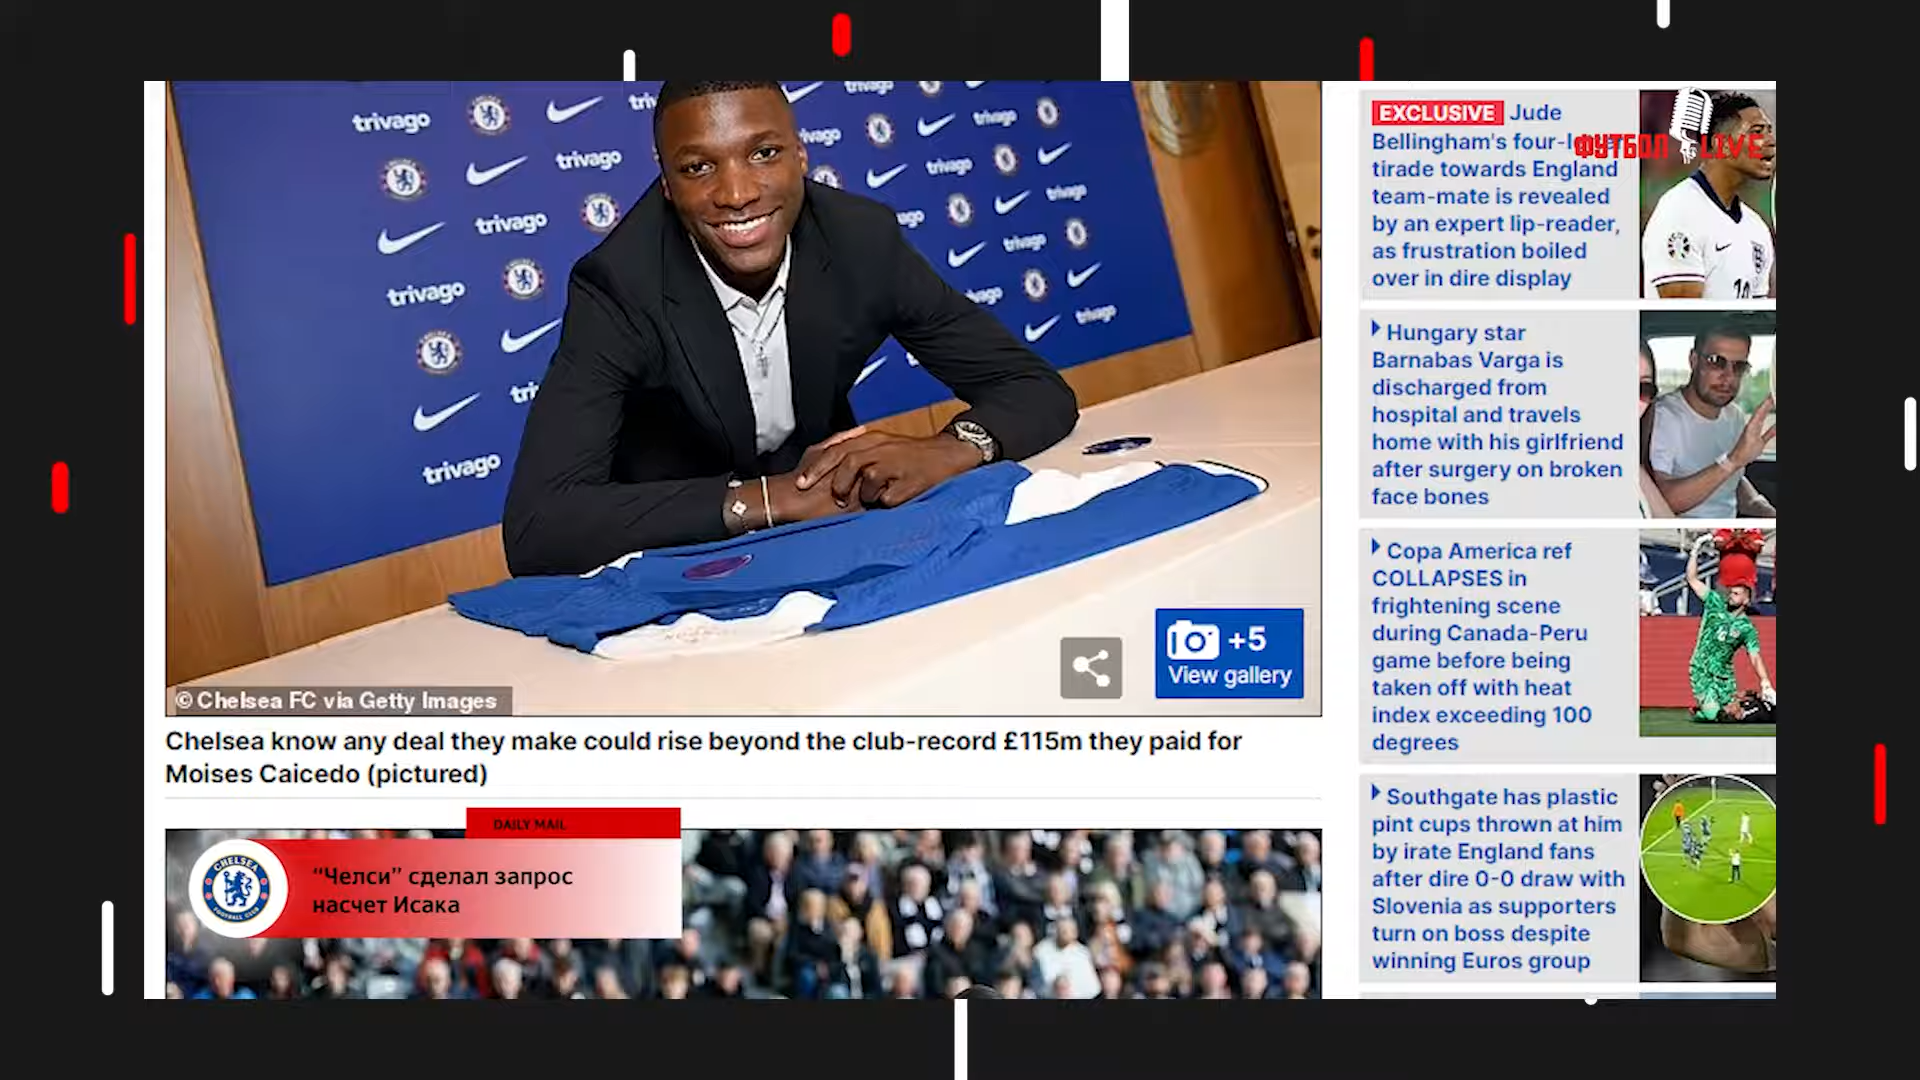 trivago
trivago
trivago
trivago
trivago
trivago
trivago
trivago
trivago
trivago
© Chelsea FC via Getty Images
+5
View gallery
Chelsea know any deal they make could rise beyond the club-record £115m they paid for
Moises Caicedo (pictured)
DAILY MAIL
CHELSEA
FOOTBALL CLUB
“Челси” сделал запрос
насчет Исака
ФУТБОЛ LIVE
EXCLUSIVE Jude
Bellingham's four-
tirade towards England
team-mate is revealed
by an expert lip-reader,
as frustration boiled
over in dire display
Hungary star
Barnabas Varga is
discharged from
hospital and travels
home with his girlfriend
after surgery on broken
face bones
Copa America ref
COLLAPSES in
frightening scene
during Canada-Peru
game before being
taken off with heat
index exceeding 100
degrees
Southgate has plastic
pint cups thrown at him
by irate England fans
after dire 0-0 draw with
Slovenia as supporters
turn on boss despite
winning Euros group